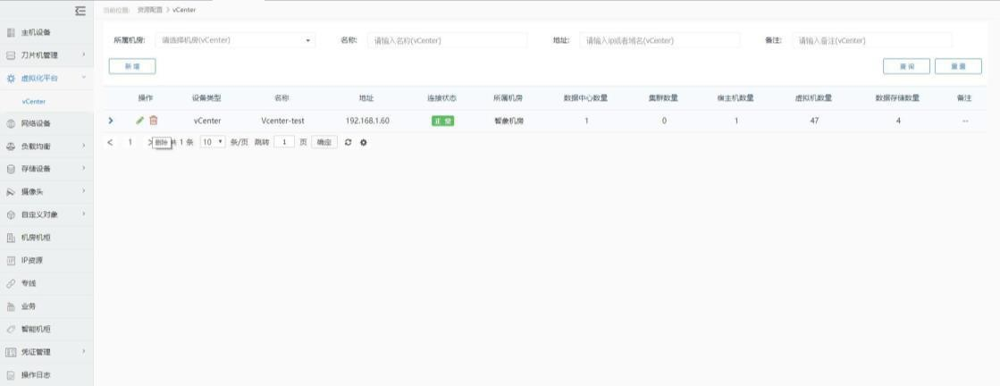 当前位置: 资源配置 > vCenter
主机设备
刀片机管理
虚拟化平台
vCenter
网络设备
负载均衡
存储设备
摄像头
自定义对象
机房机柜
IP资源
专线
业务
智能机柜
凭证管理
操作日志
所属机房: 请选择机房(vCenter) 名称: 请输入名称(vCenter) 地址: 请输入ip或者域名(vCenter) 备注: 请输入备注(vCenter)
新增 查询 重置
操作 设备类型 名称 地址 连接状态 所属机房 数据中心数量 集群数量 宿主机数量 虚拟机数量 数据存储数量 备注
vCenter Vcenter-test 192.168.1.60 正常 智象机房 1 0 1 47 4 --
< 1 > 删除 共 1 条 10 条/页 跳转 1 页 确定